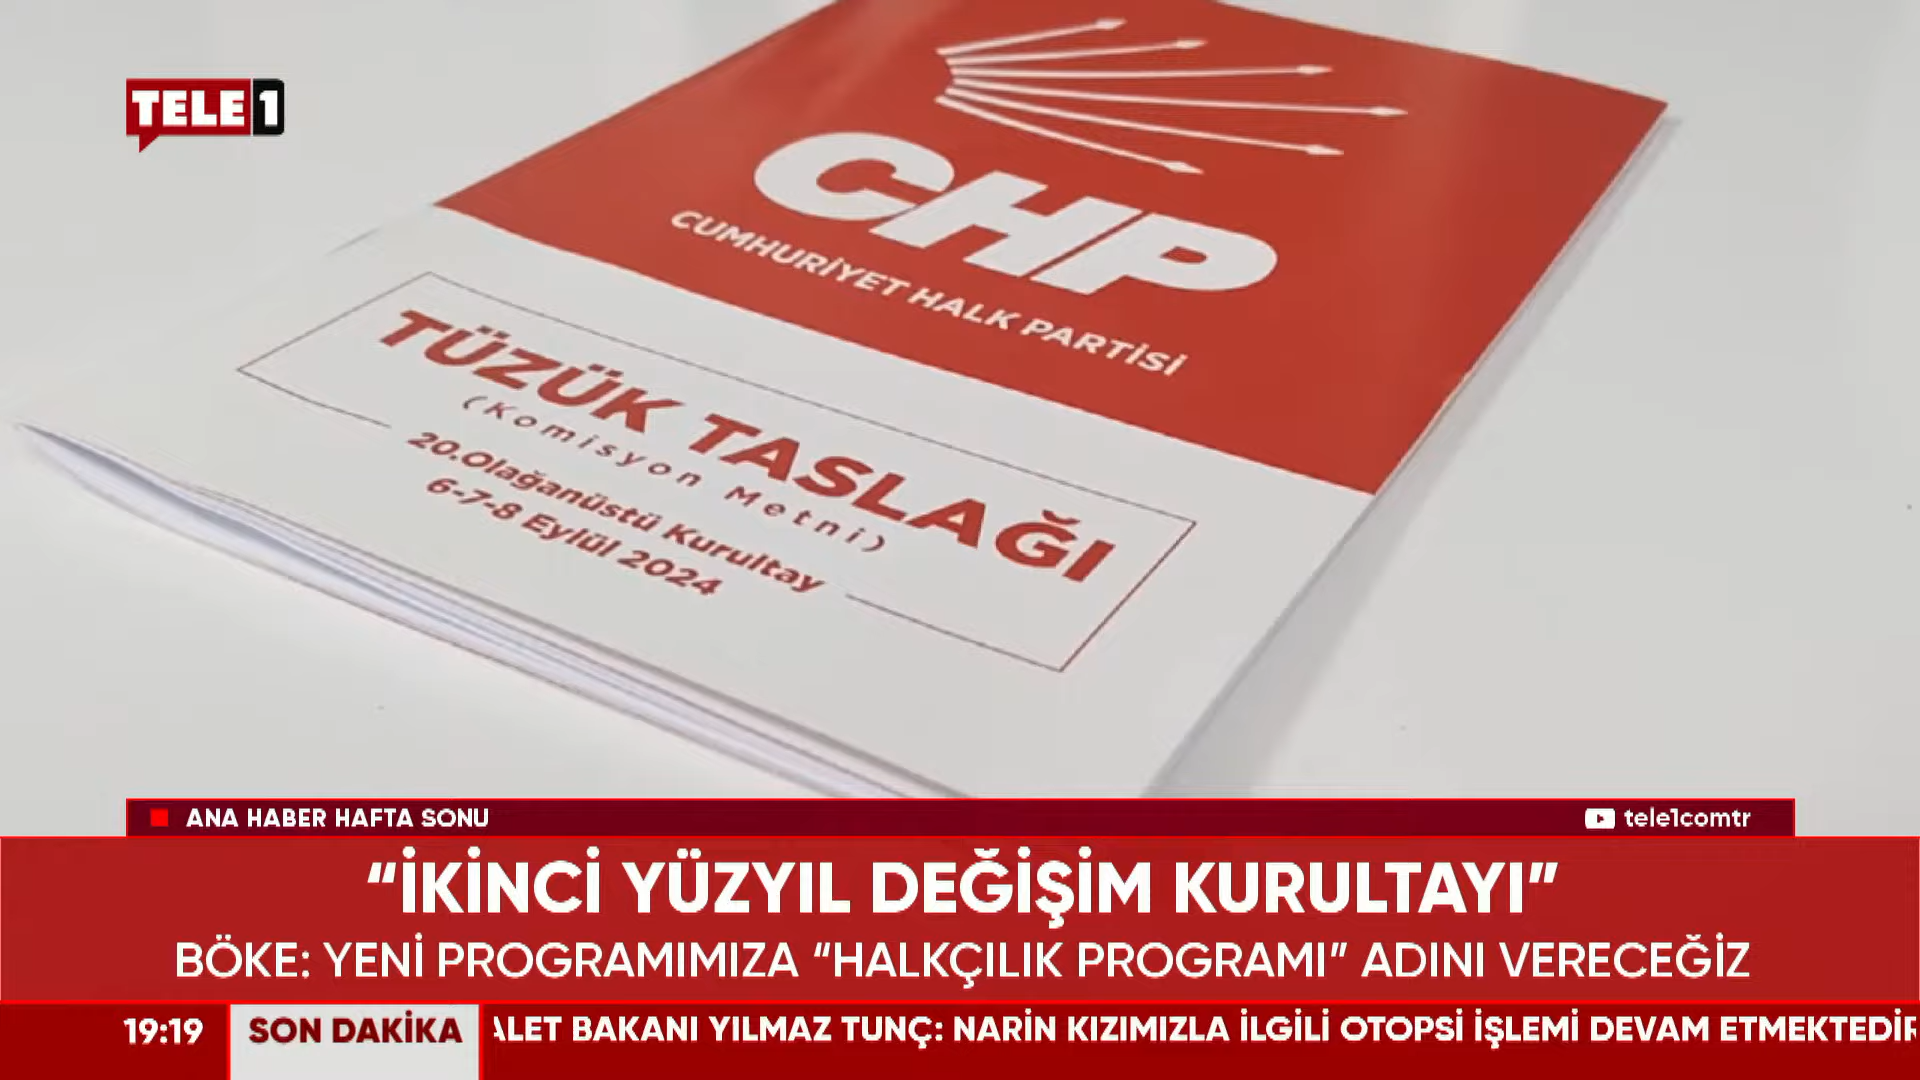 TELE1
CHP
CUMHURİYET HALK PARTİSİ
TÜZÜK TASLAĞI
(Komisyon Metni)
20.Olağanüstü Kurultay
6-7-8 Eylül 2024
ANA HABER HAFTA SONU
tele1comtr
“İKİNCİ YÜZYIL DEĞİŞİM KURULTAYI”
BÖKE: YENİ PROGRAMIMIZA “HALKÇILIK PROGRAMI” ADINI VERECEĞİZ
19:19
SON DAKİKA
ALET BAKANI YILMAZ TUNÇ: NARİN KIZIMIZLA İLGİLİ OTOPSİ İŞLEMİ DEVAM ETMEKTEDİR